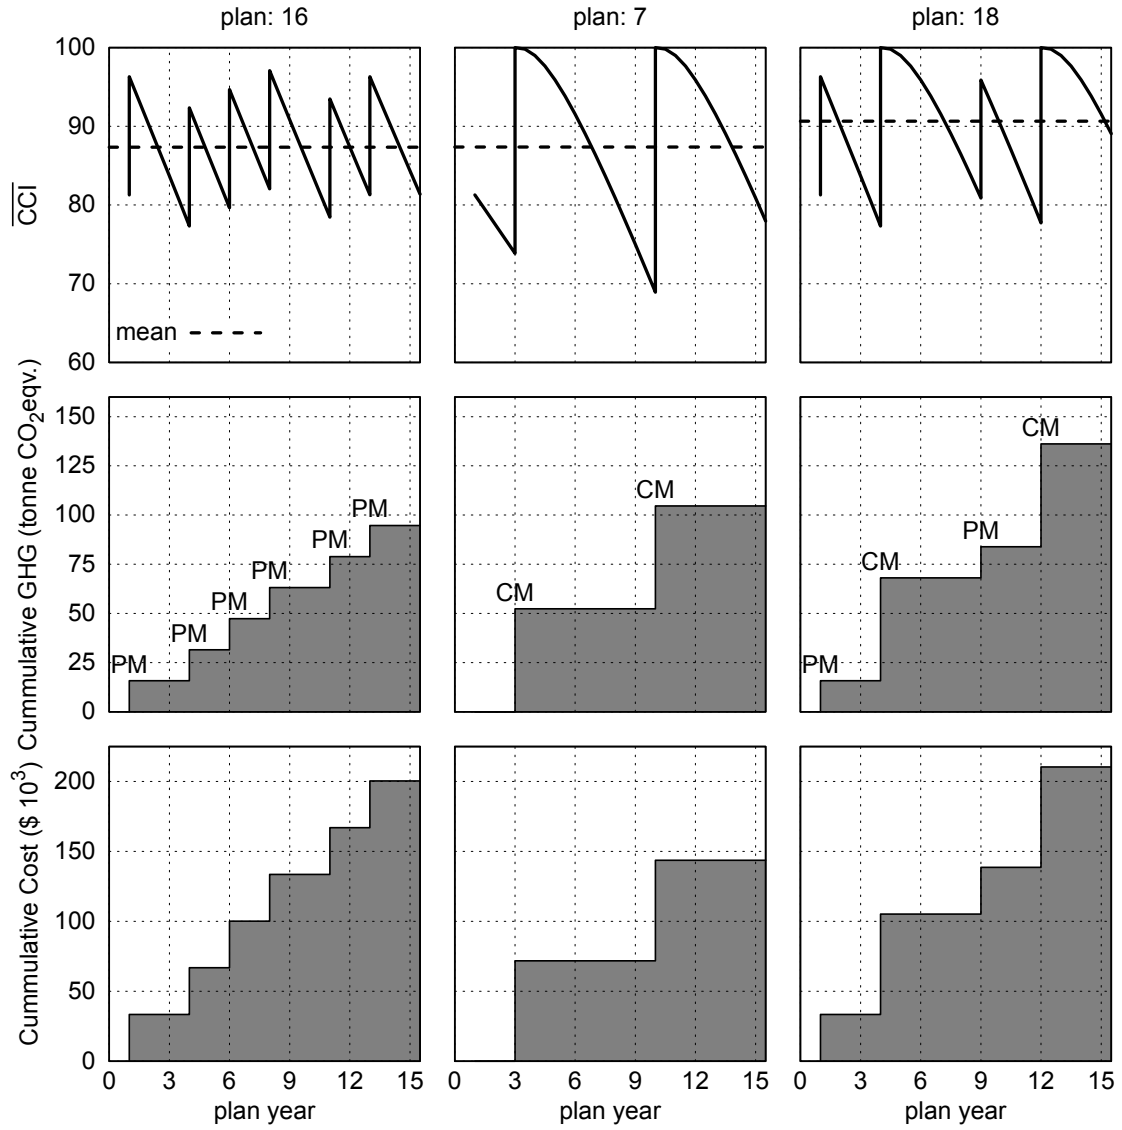 plan: 16
plan: 7
plan: 18
CCI
100
90
80
70
60
mean
Cummulative GHG (tonne CO2eqv.)
150
125
100
75
50
25
0
PM
PM
PM
PM
PM
PM
CM
CM
PM
CM
PM
CM
Cummulative Cost ($ 10^3)
200
150
100
50
0
0 3 6 9 12 15
0 3 6 9 12 15
0 3 6 9 12 15
plan year
plan year
plan year